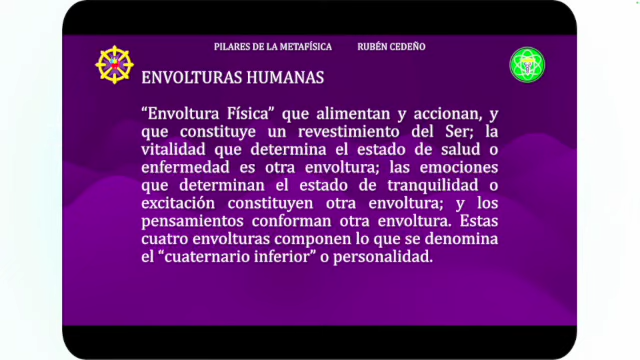 PILARES DE LA METAFÍSICA RUBÉN CEDEÑO
ENVOLTURAS HUMANAS
“Envoltura Física” que alimentan y accionan, y
que constituye un revestimiento del Ser; la
vitalidad que determina el estado de salud o
enfermedad es otra envoltura; las emociones
que determinan el estado de tranquilidad o
excitación constituyen otra envoltura; y los
pensamientos conforman otra envoltura. Estas
cuatro envolturas componen lo que se denomina
el “cuaternario inferior” o personalidad.